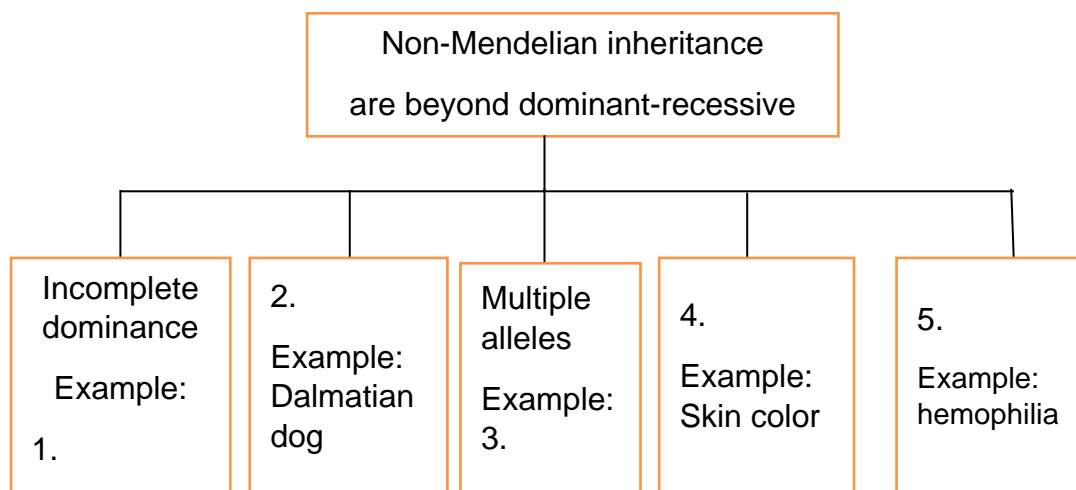 Non-Mendelian inheritance
are beyond dominant-recessive
Incomplete
dominance
Example:
1.
2.
Example:
Dalmatian
dog
Multiple
alleles
Example:
3.
4.
Example:
Skin color
5.
Example:
hemophilia